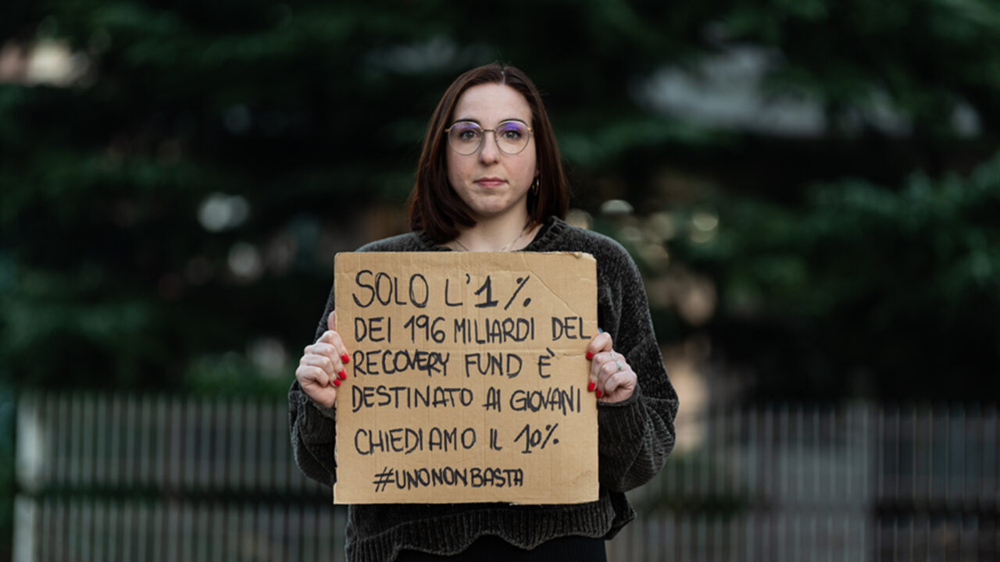 SOLO L'1%
DEI 196 MILIARDI DEL
RECOVERY FUND È
DESTINATO AI GIOVANI
CHIEDIAMO IL 10%.
#UNONONBASTA